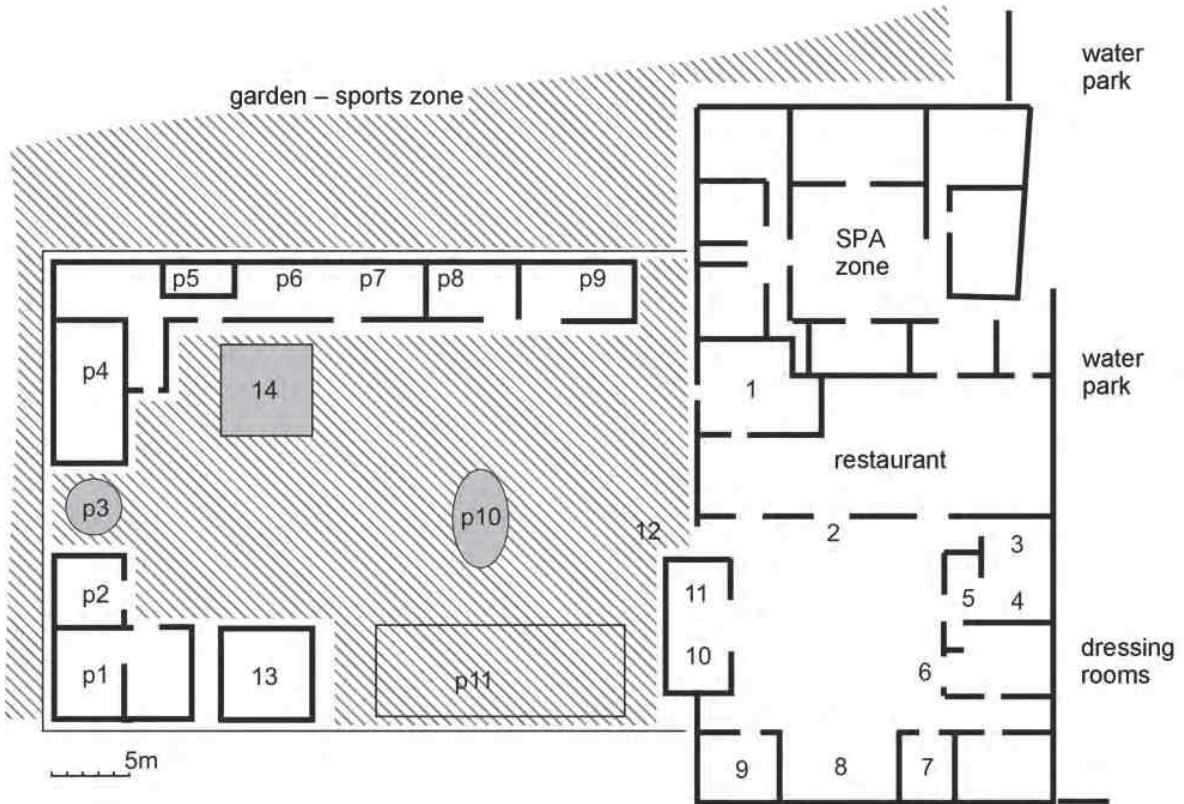 water
park
garden – sports zone
SPA
zone
p5
p6
p7
p8
p9
water
park
p4
14
1
restaurant
p3
p10
12
2
3
p2
11
5
4
p1
13
p11
10
6
dressing
rooms
5m
9
8
7